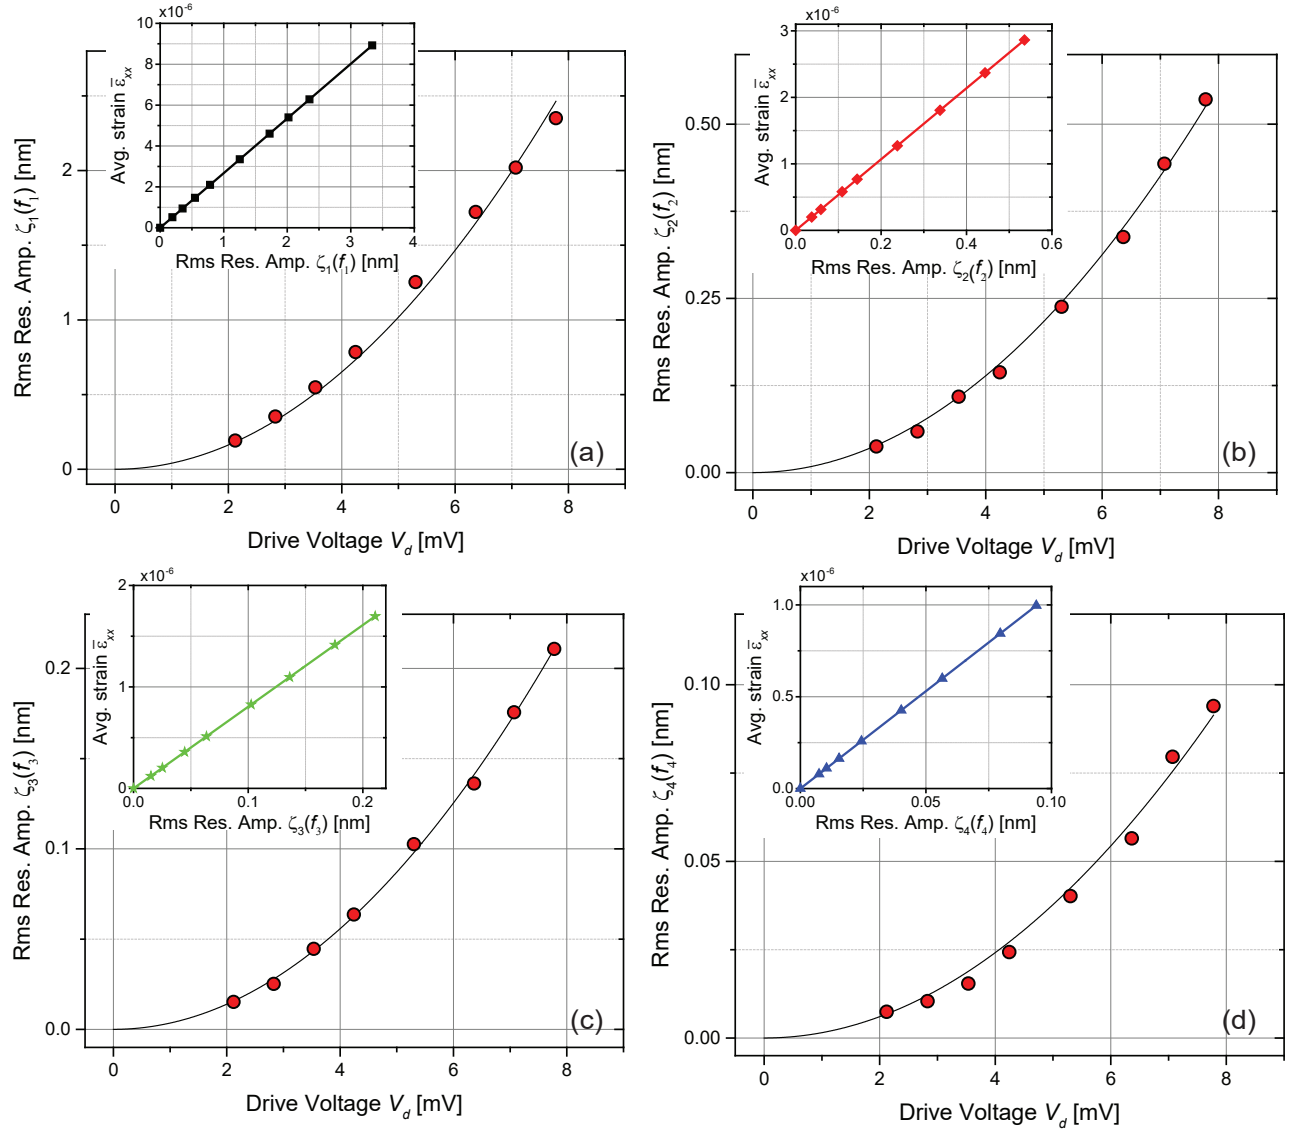 x10⁻⁶
10
8
6
4
2
0
Avg. strain ε̅ₓₓ
0 1 2 3 4
Rms Res. Amp. ζ₁(f₁) [nm]
2
1
0
Rms Res. Amp. ζ₁(f₁) [nm]
(a)
0 2 4 6 8
Drive Voltage V_d [mV]
x10⁻⁶
3
2
1
0
Avg. strain ε̅ₓₓ
0.0 0.2 0.4 0.6
Rms Res. Amp. ζ₂(f₂) [nm]
0.50
0.25
0.00
Rms Res. Amp. ζ₂(f₂) [nm]
(b)
0 2 4 6 8
Drive Voltage V_d [mV]
x10⁻⁶
2
1
0
Avg. strain ε̅ₓₓ
0.0 0.1 0.2
Rms Res. Amp. ζ₃(f₃) [nm]
0.2
0.1
0.0
Rms Res. Amp. ζ₃(f₃) [nm]
(c)
0 2 4 6 8
Drive Voltage V_d [mV]
x10⁻⁶
1.0
0.5
0.0
Avg. strain ε̅ₓₓ
0.00 0.05 0.10
Rms Res. Amp. ζ₄(f₄) [nm]
0.10
0.05
0.00
Rms Res. Amp. ζ₄(f₄) [nm]
(d)
0 2 4 6 8
Drive Voltage V_d [mV]